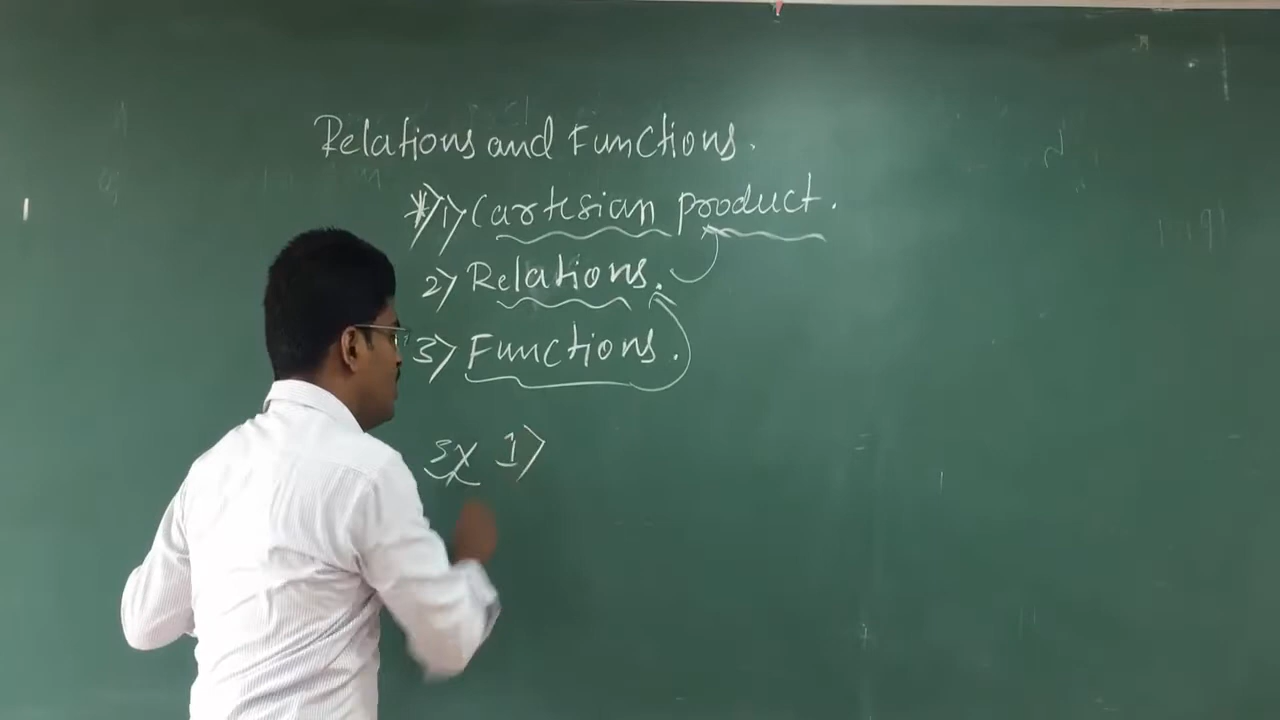 Relations and Functions.
*) 1) Cartesian product.
2) Relations.
3) Functions.
Ex 1)